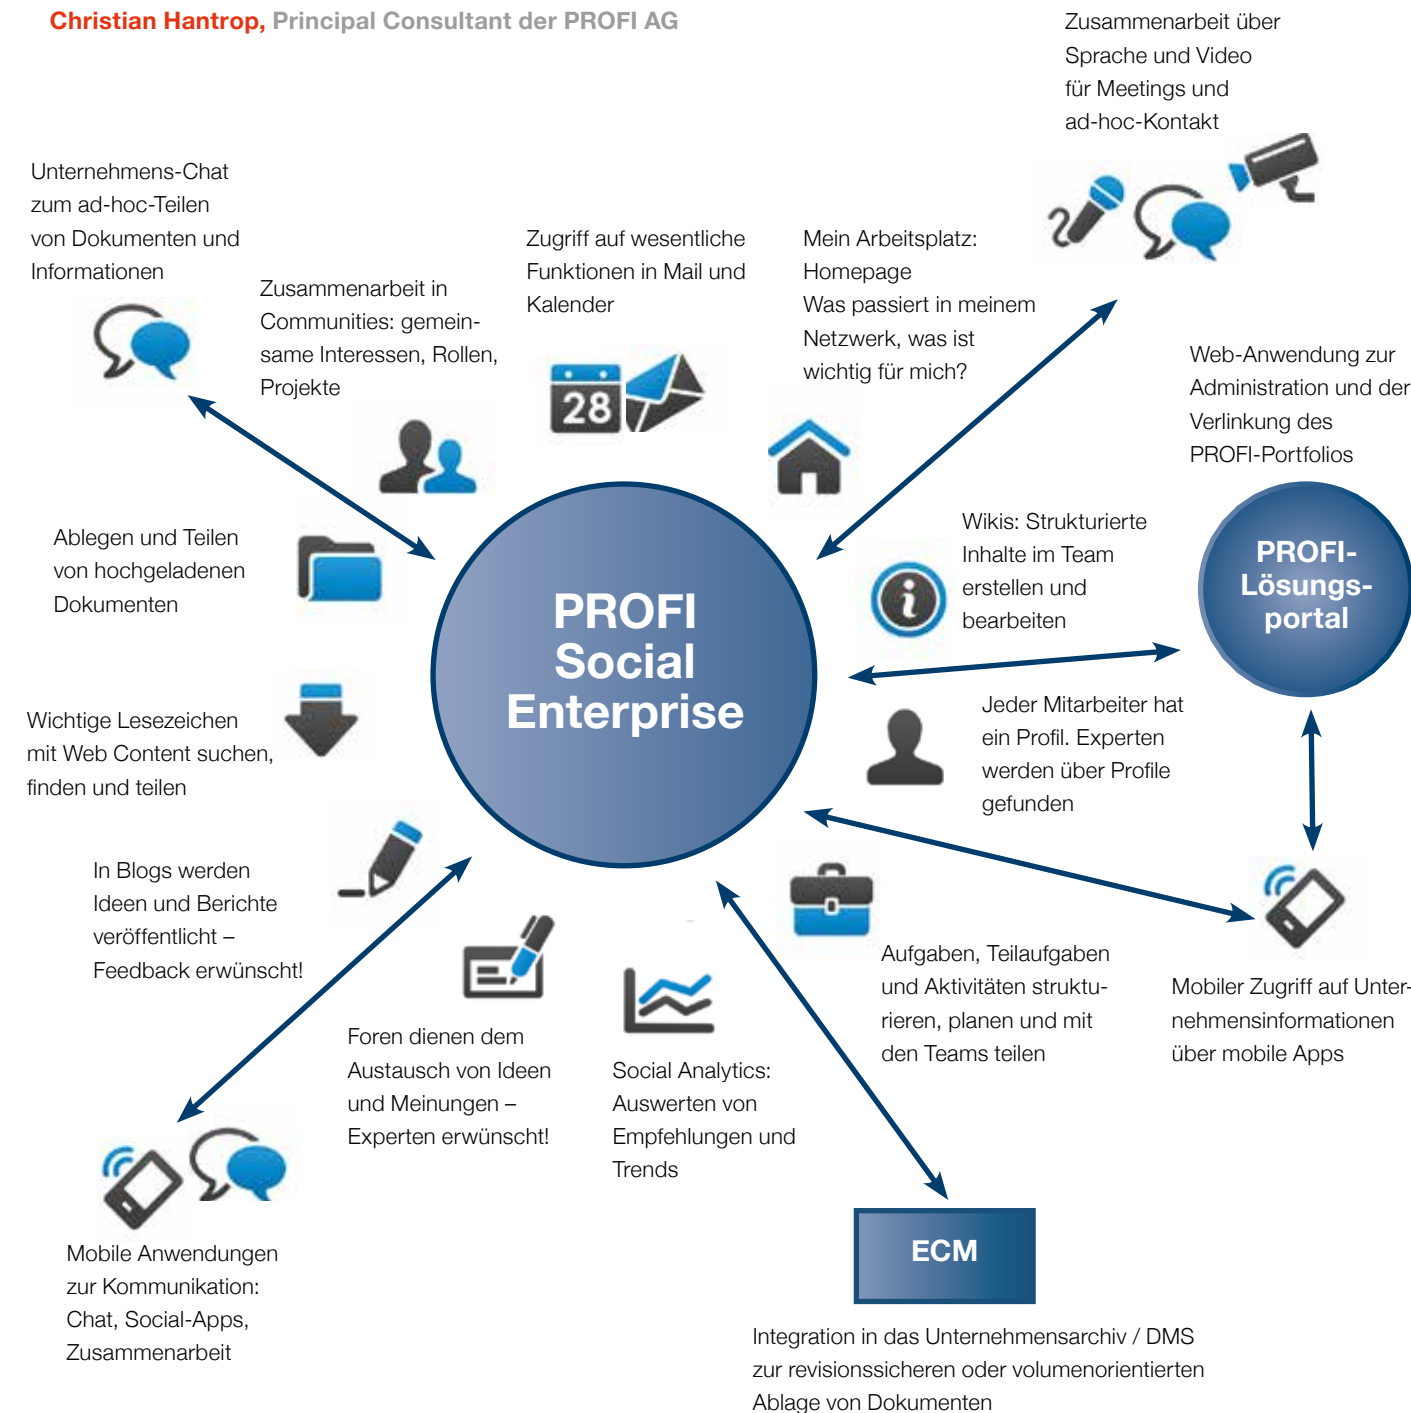 Christian Hantrop, Principal Consultant der PROFI AG
Zusammenarbeit über
Sprache und Video
für Meetings und
ad-hoc-Kontakt
Unternehmens-Chat
zum ad-hoc-Teilen
von Dokumenten und
Informationen
Zusammenarbeit in
Communities: gemein-
same Interessen, Rollen,
Projekte
Zugriff auf wesentliche
Funktionen in Mail und
Kalender
28
Mein Arbeitsplatz:
Homepage
Was passiert in meinem
Netzwerk, was ist
wichtig für mich?
Web-Anwendung zur
Administration und der
Verlinkung des
PROFI-Portfolios
Ablegen und Teilen
von hochgeladenen
Dokumenten
PROFI
Social
Enterprise
Wikis: Strukturierte
Inhalte im Team
erstellen und
bearbeiten
PROFI-
Lösungs-
portal
Wichtige Lesezeichen
mit Web Content suchen,
finden und teilen
Jeder Mitarbeiter hat
ein Profil. Experten
werden über Profile
gefunden
In Blogs werden
Ideen und Berichte
veröffentlicht –
Feedback erwünscht!
Foren dienen dem
Austausch von Ideen
und Meinungen –
Experten erwünscht!
Social Analytics:
Auswerten von
Empfehlungen und
Trends
Aufgaben, Teilaufgaben
und Aktivitäten struktu-
rieren, planen und mit
den Teams teilen
Mobiler Zugriff auf Unter-
nehmensinformationen
über mobile Apps
Mobile Anwendungen
zur Kommunikation:
Chat, Social-Apps,
Zusammenarbeit
ECM
Integration in das Unternehmensarchiv / DMS
zur revisionssicheren oder volumenorientierten
Ablage von Dokumenten